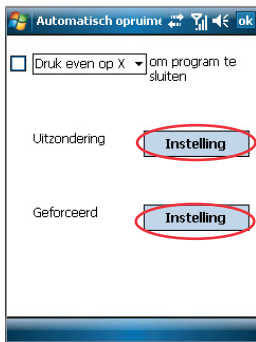 Automatisch opruime ok
Druk even op X om program te
sluiten
Uitzondering Instelling
Geforceerd Instelling